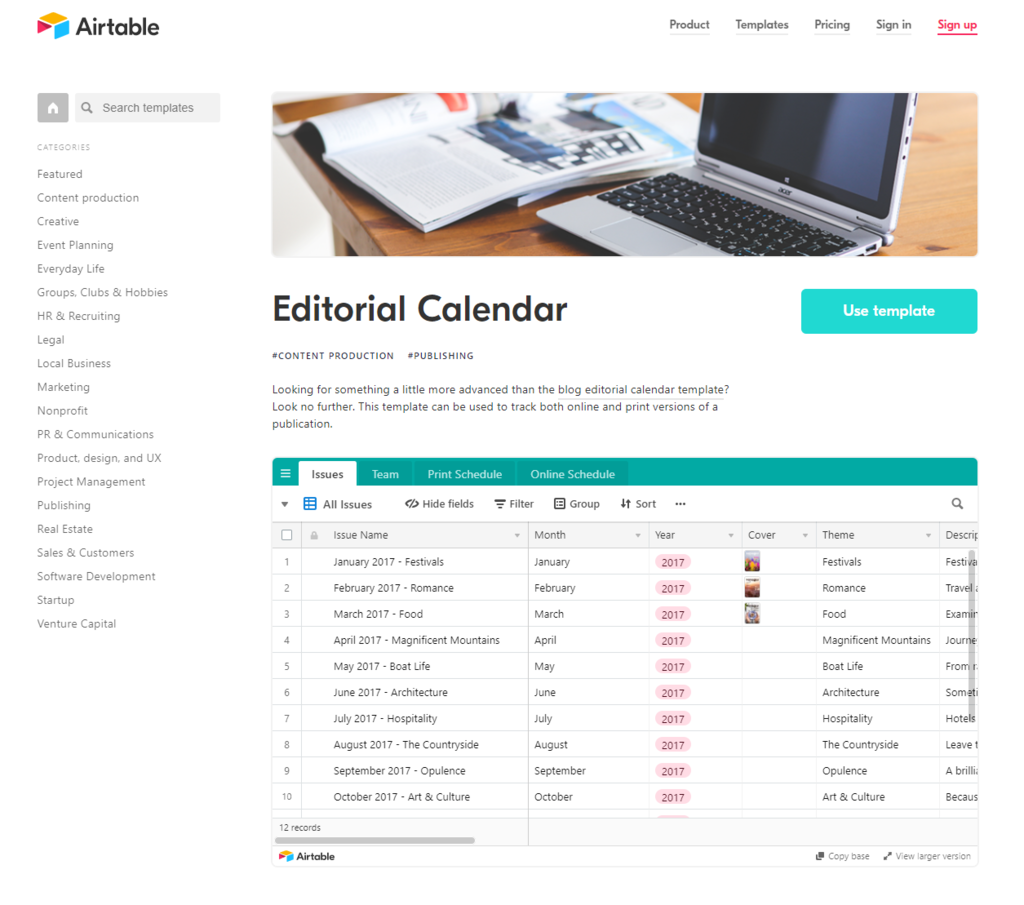 Airtable
Product Templates Pricing Sign in Sign up
Search templates
CATEGORIES
Featured
Content production
Creative
Event Planning
Everyday Life
Groups, Clubs & Hobbies
HR & Recruiting
Legal
Local Business
Marketing
Nonprofit
PR & Communications
Product, design, and UX
Project Management
Publishing
Real Estate
Sales & Customers
Software Development
Startup
Venture Capital
acer
Editorial Calendar
Use template
#CONTENT PRODUCTION #PUBLISHING
Looking for something a little more advanced than the blog editorial calendar template?
Look no further. This template can be used to track both online and print versions of a
publication.
Issues Team Print Schedule Online Schedule
All Issues Hide fields Filter Group Sort
Issue Name Month Year Cover Theme Descrip
1 January 2017 - Festivals January 2017 Festivals Festiva
2 February 2017 - Romance February 2017 Romance Travel
3 March 2017 - Food March 2017 Food Examin
4 April 2017 - Magnificent Mountains April 2017 Magnificent Mountains Journe
5 May 2017 - Boat Life May 2017 Boat Life From
6 June 2017 - Architecture June 2017 Architecture Someti
7 July 2017 - Hospitality July 2017 Hospitality Hotels
8 August 2017 - The Countryside August 2017 The Countryside Leave
9 September 2017 - Opulence September 2017 Opulence A brilli
10 October 2017 - Art & Culture October 2017 Art & Culture Becaus
12 records
Airtable Copy base View larger version